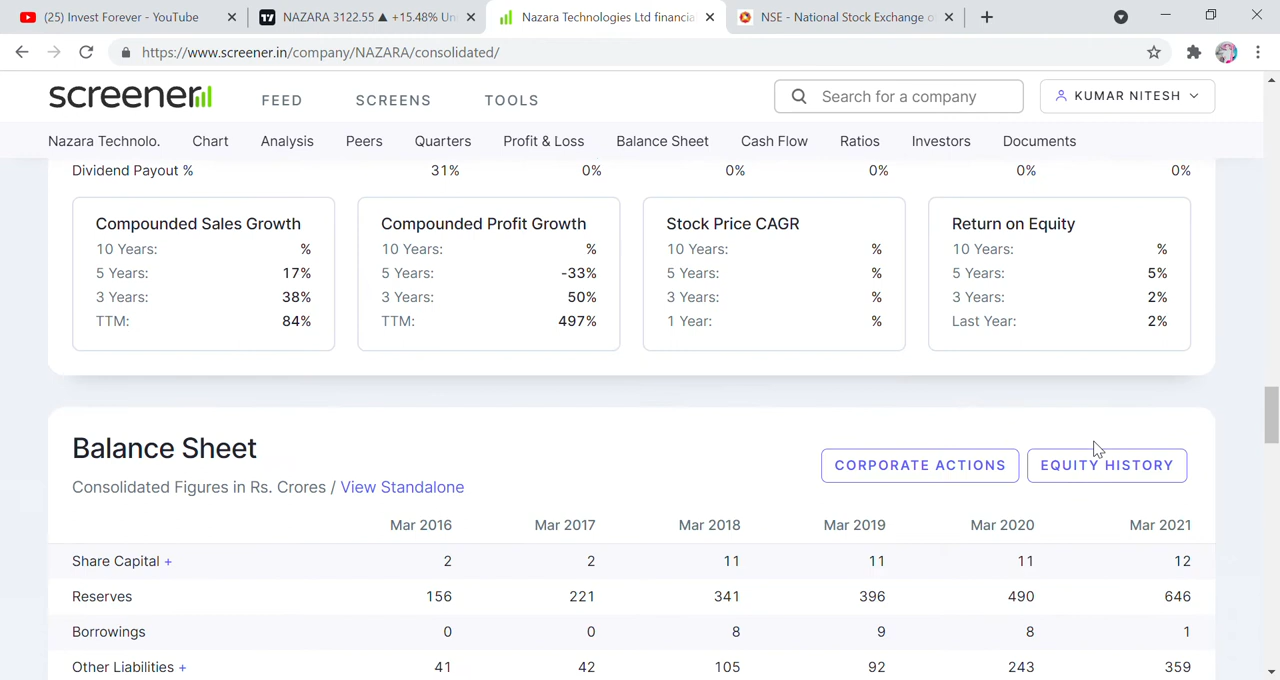 (25) Invest Forever - YouTube
NAZARA 3122.55 ▲ +15.48% Un
Nazara Technologies Ltd financia
NSE - National Stock Exchange o
https://www.screener.in/company/NAZARA/consolidated/
screener
FEED SCREENS TOOLS
Search for a company
KUMAR NITESH
Nazara Technolo. Chart Analysis Peers Quarters Profit & Loss Balance Sheet Cash Flow Ratios Investors Documents
Dividend Payout % 31% 0% 0% 0% 0% 0%
Compounded Sales Growth
10 Years: %
5 Years: 17%
3 Years: 38%
TTM: 84%
Compounded Profit Growth
10 Years: %
5 Years: -33%
3 Years: 50%
TTM: 497%
Stock Price CAGR
10 Years: %
5 Years: %
3 Years: %
1 Year: %
Return on Equity
10 Years: %
5 Years: 5%
3 Years: 2%
Last Year: 2%
Balance Sheet
CORPORATE ACTIONS EQUITY HISTORY
Consolidated Figures in Rs. Crores / View Standalone
Mar 2016 Mar 2017 Mar 2018 Mar 2019 Mar 2020 Mar 2021
Share Capital + 2 2 11 11 11 12
Reserves 156 221 341 396 490 646
Borrowings 0 0 8 9 8 1
Other Liabilities + 41 42 105 92 243 359